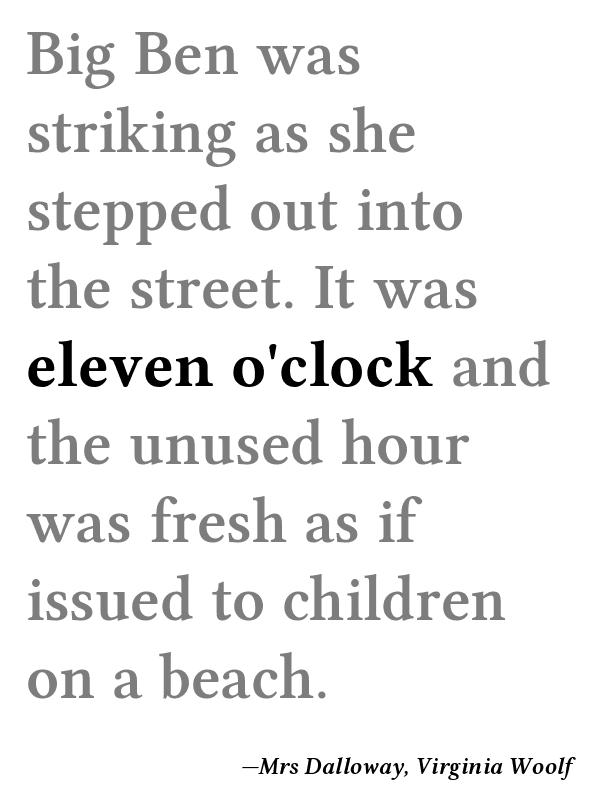 Big Ben was
striking as she
stepped out into
the street. It was
eleven o'clock and
the unused hour
was fresh as if
issued to children
on a beach.
—Mrs Dalloway, Virginia Woolf